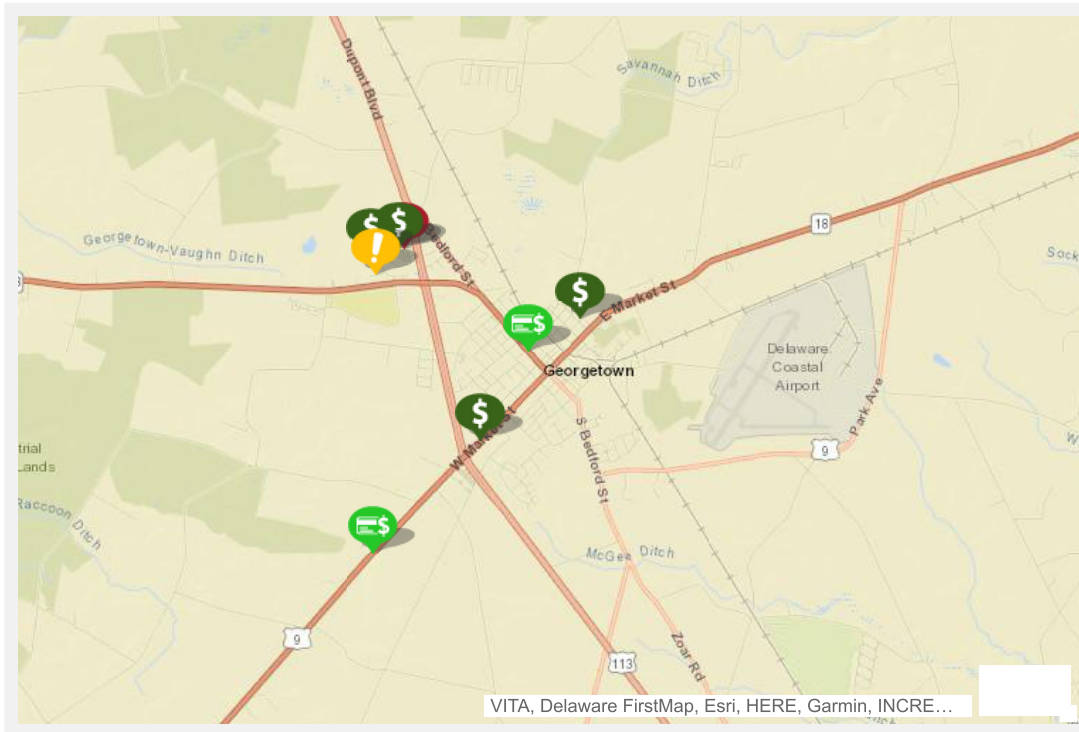 Dupont Blvd
Savannah Ditch
18
Georgetown-Vaughn Ditch
$
$
!
Bedford St
$
E Market St
Sock
$
Georgetown
Delaware
Coastal
Airport
Park Ave
$
W Market St
S Bedford St
9
trial
Lands
Raccoon Ditch
$
McGee Ditch
9
Zoar Rd
113
VITA, Delaware FirstMap, Esri, HERE, Garmin, INCRE…